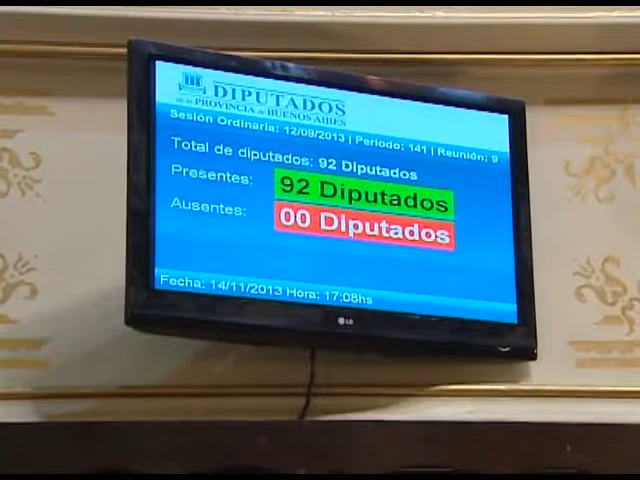 DIPUTADOS
de la PROVINCIA de BUENOS AIRES
Sesión Ordinaria: 12/09/2013 | Periodo: 141 | Reunión: 9
Total de diputados: 92 Diputados
Presentes: 92 Diputados
Ausentes: 00 Diputados
Fecha: 14/11/2013 Hora: 17:08hs
LG